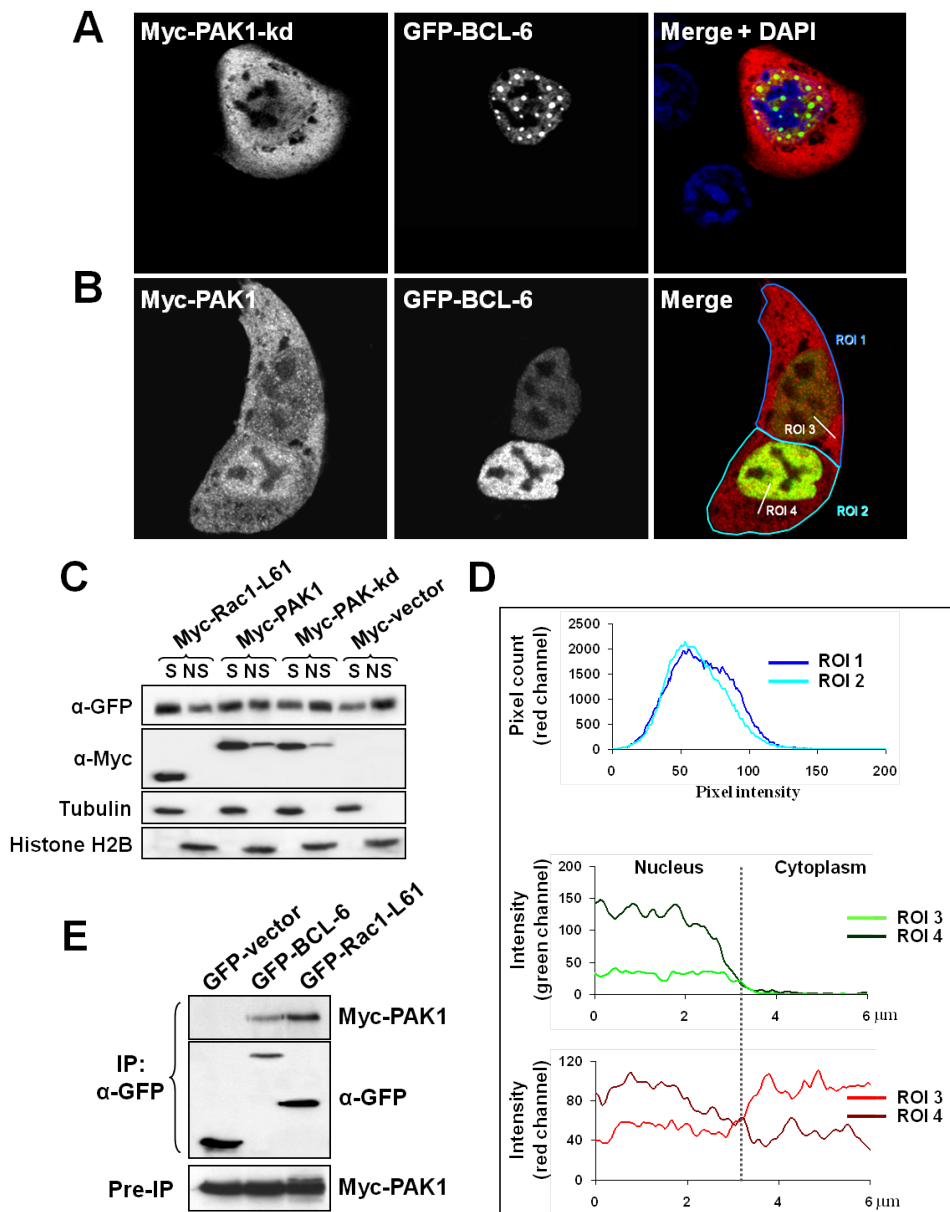 A
Myc-PAK1-kd
GFP-BCL-6
Merge + DAPI
B
Myc-PAK1
GFP-BCL-6
Merge
ROI 1
ROI 3
ROI 4
ROI 2
C
Myc-Rac1-L61
Myc-PAK1
Myc-PAK-kd
Myc-vector
S NS S NS S NS S NS
α-GFP
α-Myc
Tubulin
Histone H2B
D
Pixel count
(red channel)
2500
2000
1500
1000
500
0
0 50 100 150 200
Pixel intensity
ROI 1
ROI 2
Nucleus Cytoplasm
Intensity
(green channel)
200
150
100
50
0
0 2 4 6 µm
ROI 3
ROI 4
Intensity
(red channel)
120
80
40
0
0 2 4 6 µm
ROI 3
ROI 4
E
GFP-vector
GFP-BCL-6
GFP-Rac1-L61
IP:
α-GFP
Myc-PAK1
α-GFP
Pre-IP
Myc-PAK1